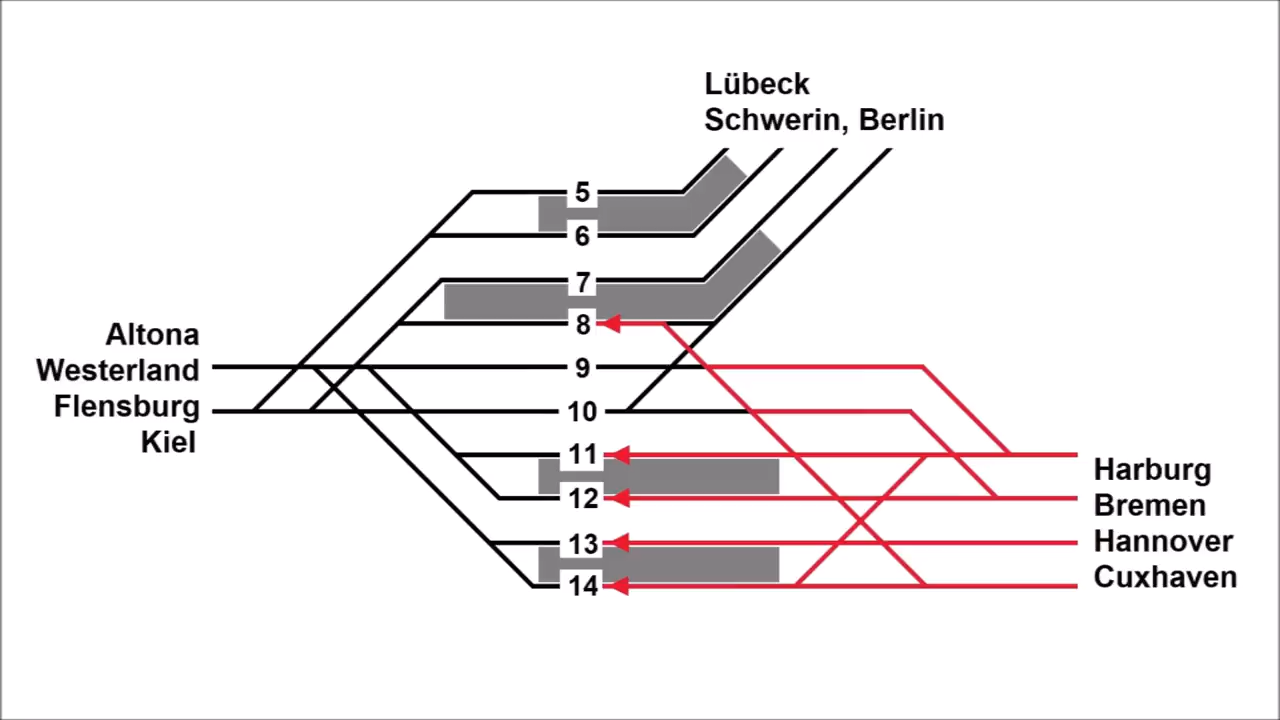 Lübeck
Schwerin, Berlin
5
6
7
8
9
10
11
12
13
14
Altona
Westerland
Flensburg
Kiel
Harburg
Bremen
Hannover
Cuxhaven